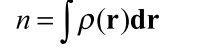 n = ∫ρ(r)dr